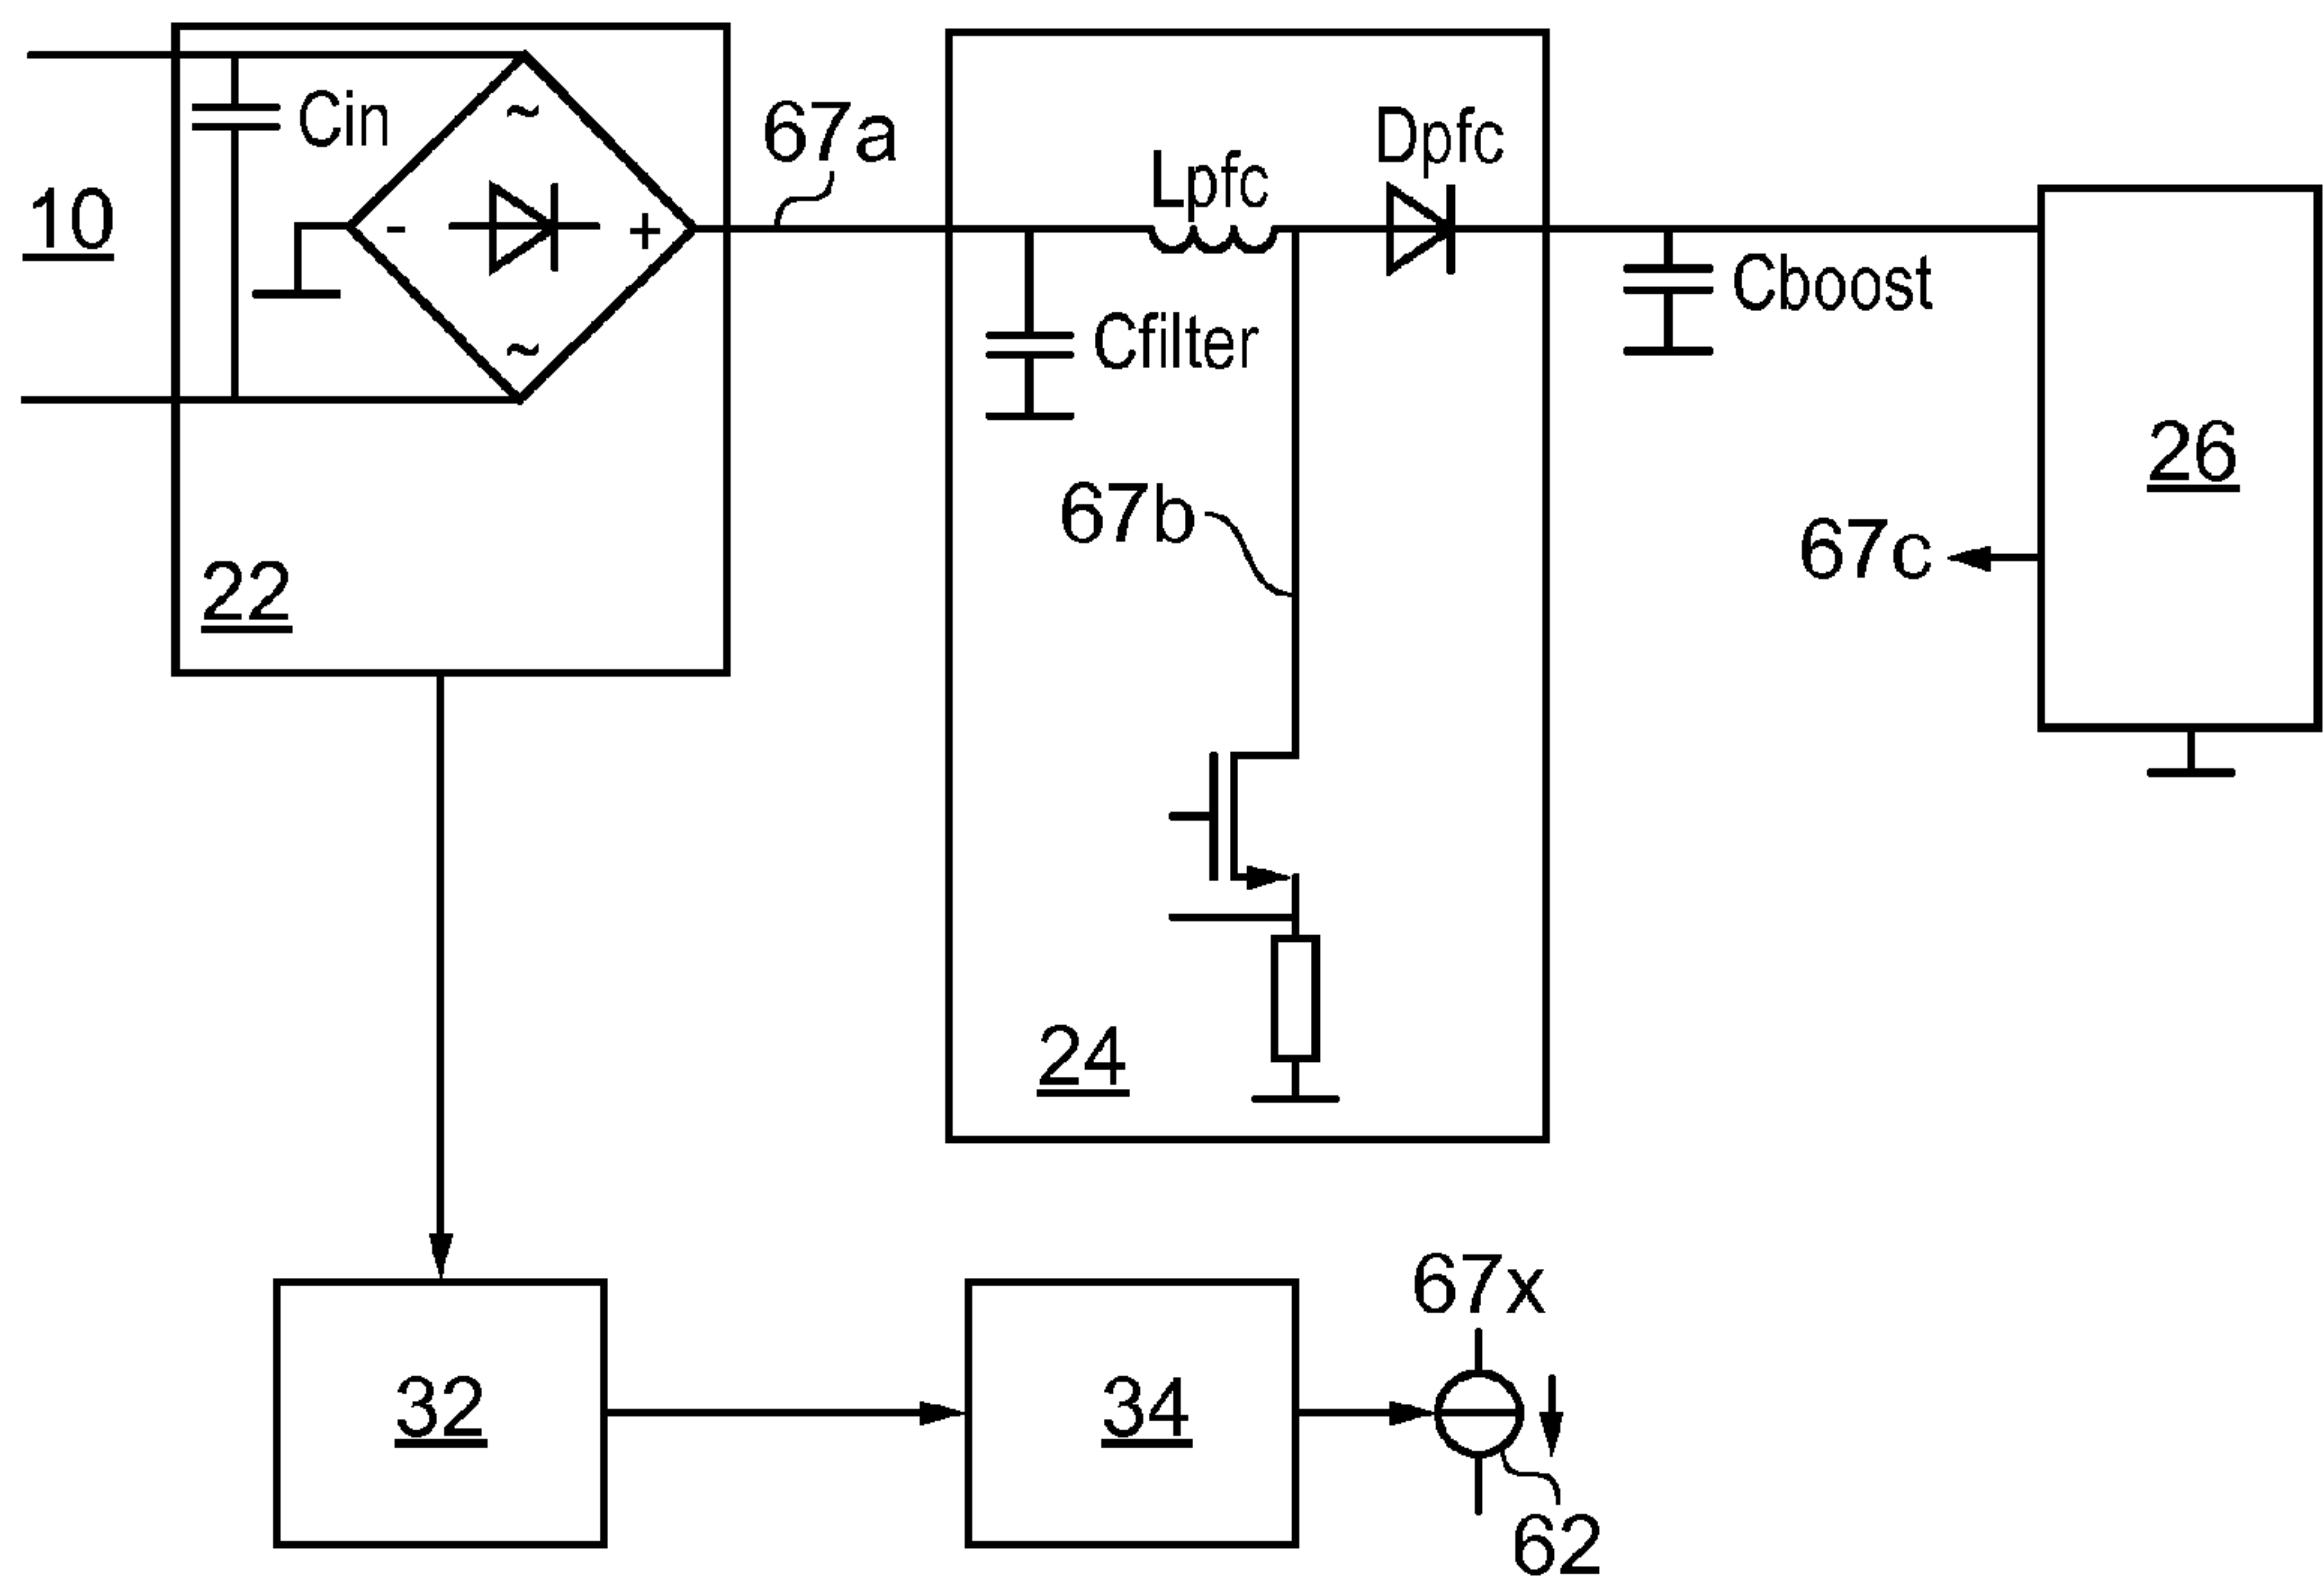 10
Cin
~
-
+
~
22
67a
Lpfc
Dpfc
Cfilter
67b
24
Cboost
26
67c
32
34
67x
62